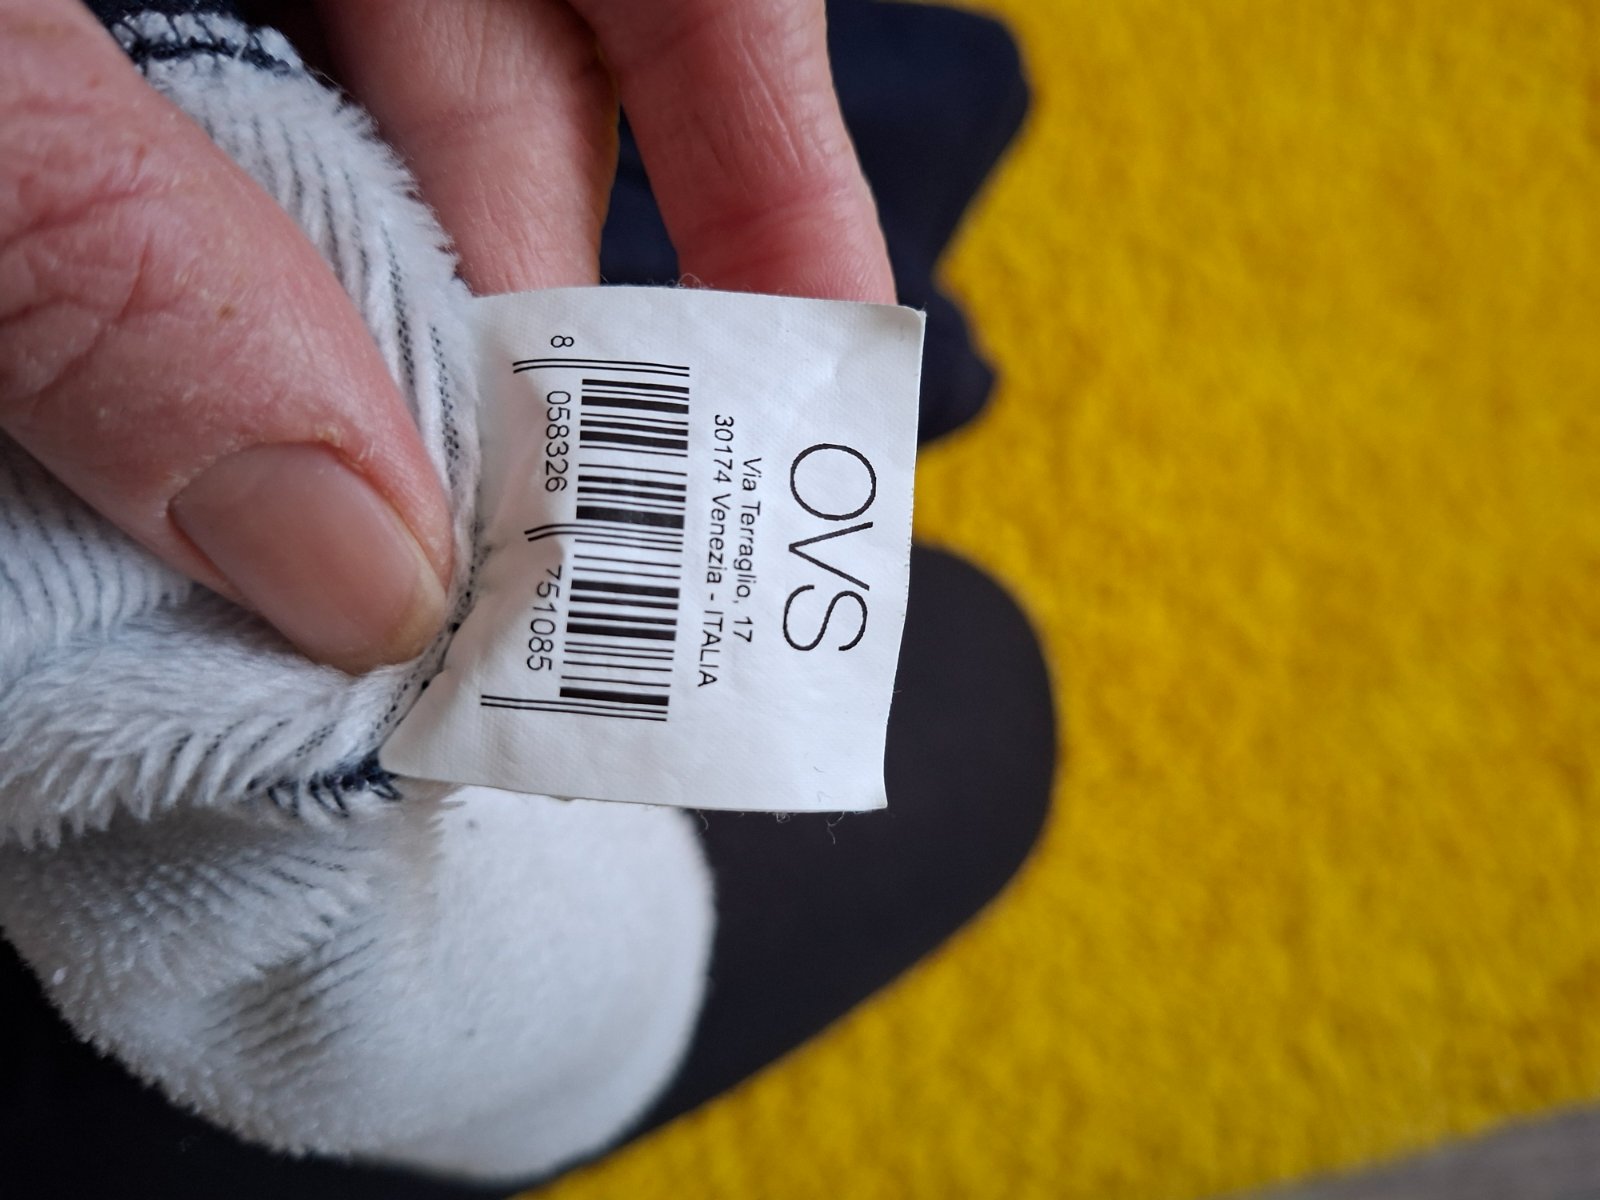 OVS
Via Terraglio, 17
30174 Venezia - ITALIA
8 058326 751085